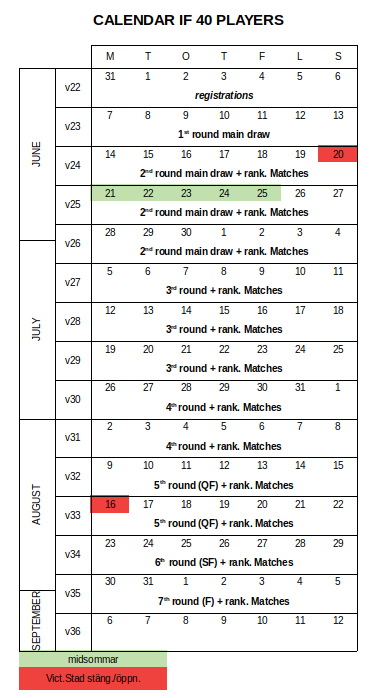 CALENDAR IF 40 PLAYERS
M T O T F L S
JUNE
v22 31 1 2 3 4 5 6
registrations
v23 7 8 9 10 11 12 13
1st round main draw
v24 14 15 16 17 18 19 20
2nd round main draw + rank. Matches
v25 21 22 23 24 25 26 27
2nd round main draw + rank. Matches
v26 28 29 30 1 2 3 4
2nd round main draw + rank. Matches
JULY
v27 5 6 7 8 9 10 11
3rd round + rank. Matches
v28 12 13 14 15 16 17 18
3rd round + rank. Matches
v29 19 20 21 22 23 24 25
3rd round + rank. Matches
v30 26 27 28 29 30 31 1
4th round + rank. Matches
AUGUST
v31 2 3 4 5 6 7 8
4th round + rank. Matches
v32 9 10 11 12 13 14 15
5th round (QF) + rank. Matches
v33 16 17 18 19 20 21 22
5th round (QF) + rank. Matches
v34 23 24 25 26 27 28 29
6th round (SF) + rank. Matches
v35 30 31 1 2 3 4 5
7th round (F) + rank. Matches
SEPTEMBER
v36 6 7 8 9 10 11 12
midsommar
Vict.Stad stäng./öppn.